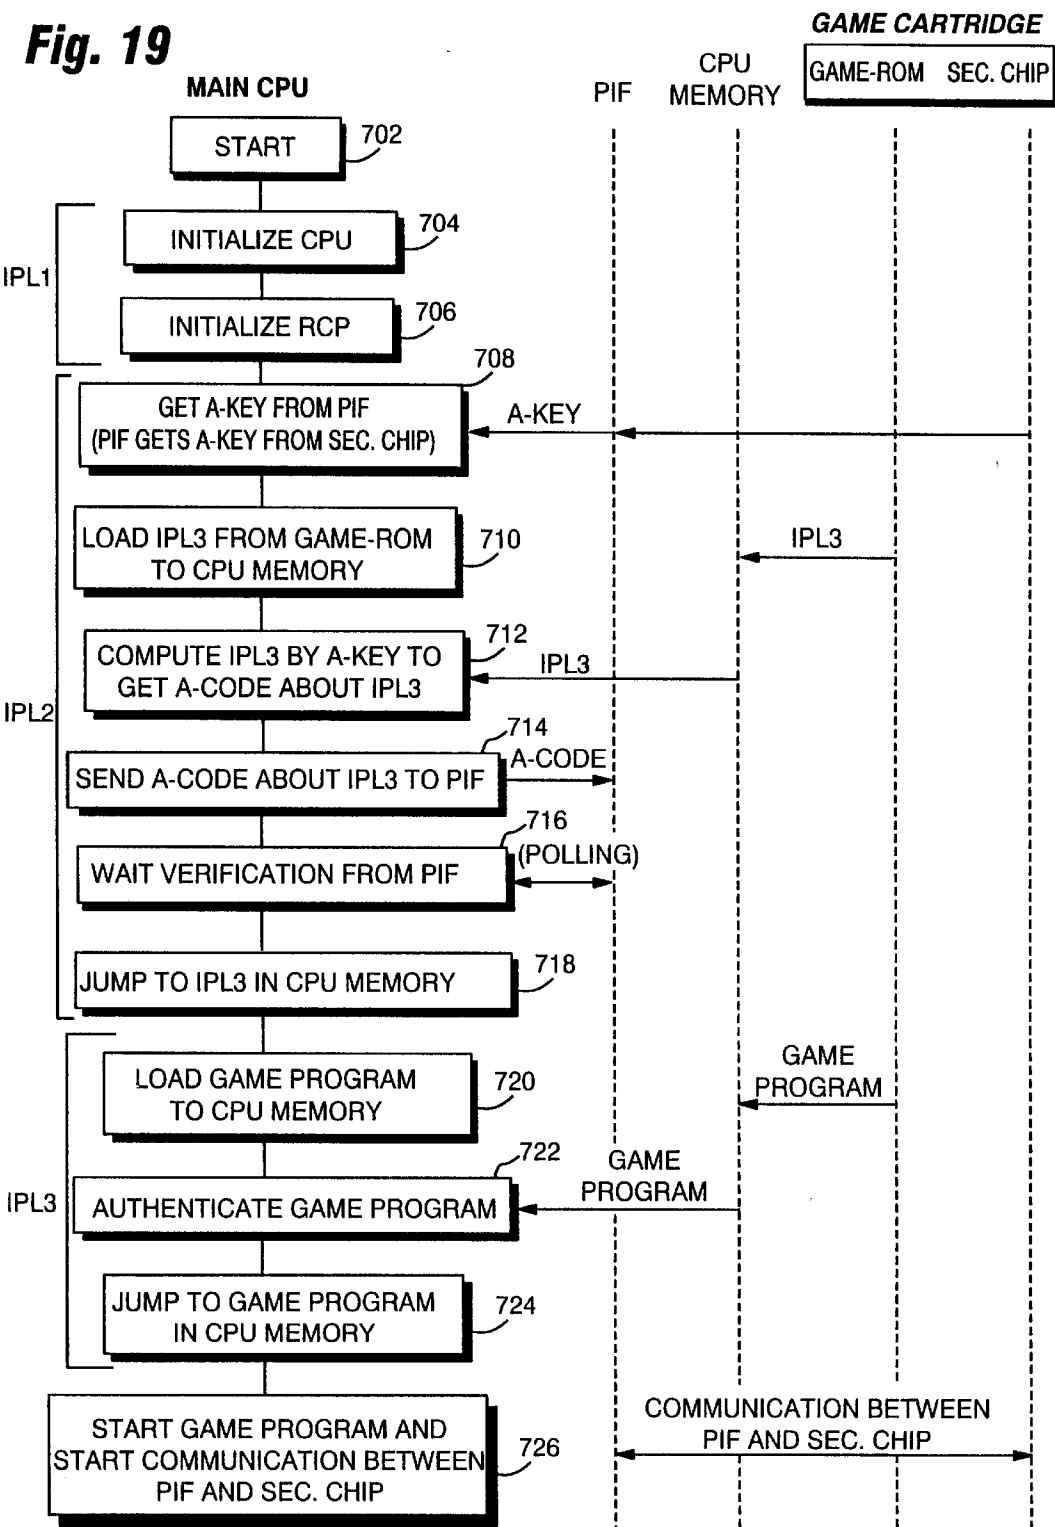 Fig. 19
GAME CARTRIDGE
MAIN CPU
PIF
CPU
MEMORY
GAME-ROM SEC. CHIP
START
702
IPL1
INITIALIZE CPU
704
INITIALIZE RCP
706
IPL2
708
GET A-KEY FROM PIF
(PIF GETS A-KEY FROM SEC. CHIP)
A-KEY
LOAD IPL3 FROM GAME-ROM
TO CPU MEMORY
710
IPL3
712
COMPUTE IPL3 BY A-KEY TO
GET A-CODE ABOUT IPL3
IPL3
714
SEND A-CODE ABOUT IPL3 TO PIF
A-CODE
716
WAIT VERIFICATION FROM PIF
(POLLING)
JUMP TO IPL3 IN CPU MEMORY
718
IPL3
LOAD GAME PROGRAM
TO CPU MEMORY
720
GAME
PROGRAM
722
AUTHENTICATE GAME PROGRAM
GAME
PROGRAM
JUMP TO GAME PROGRAM
IN CPU MEMORY
724
START GAME PROGRAM AND
START COMMUNICATION BETWEEN
PIF AND SEC. CHIP
726
COMMUNICATION BETWEEN
PIF AND SEC. CHIP